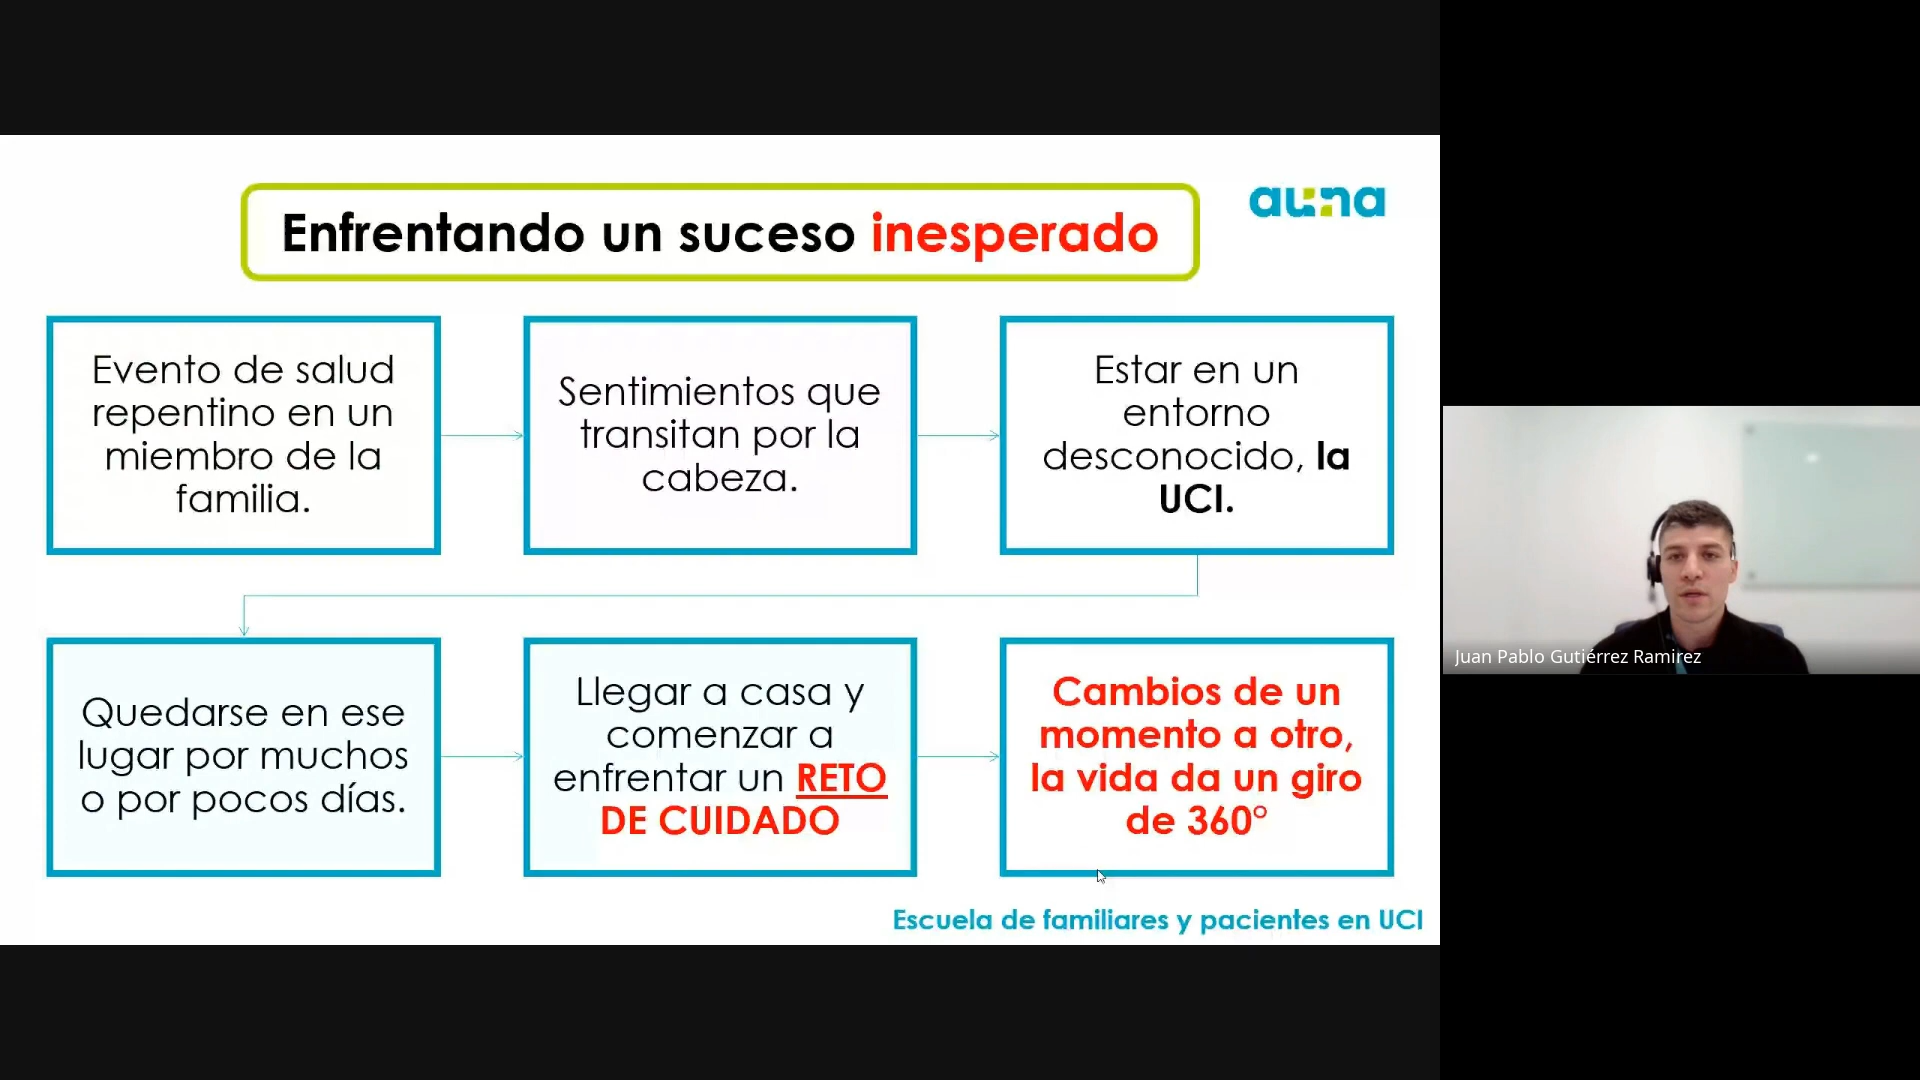 Enfrentando un suceso inesperado
auna
Evento de salud
repentino en un
miembro de la
familia.
Sentimientos que
transitan por la
cabeza.
Estar en un
entorno
desconocido, la
UCI.
Quedarse en ese
lugar por muchos
o por pocos días.
Llegar a casa y
comenzar a
enfrentar un RETO
DE CUIDADO
Cambios de un
momento a otro,
la vida da un giro
de 360°
Escuela de familiares y pacientes en UCI
Juan Pablo Gutiérrez Ramirez